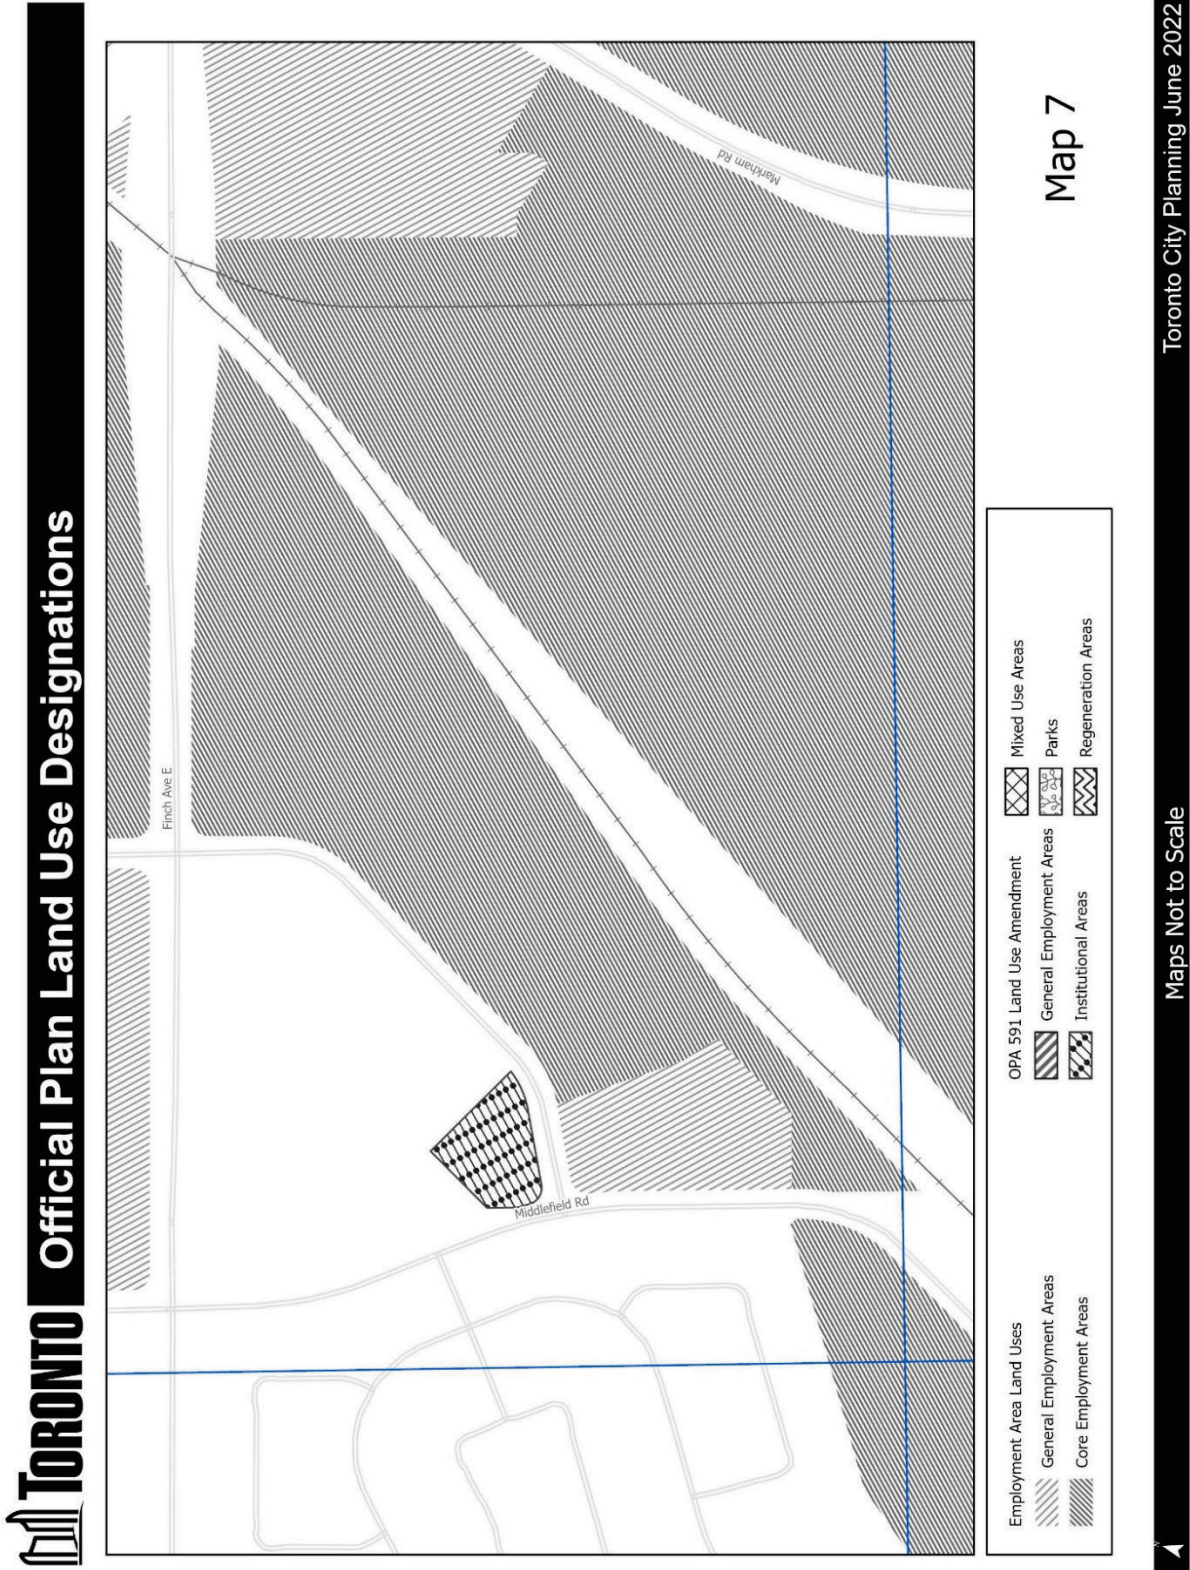 TORONTO
Official Plan Land Use Designations
Finch Ave E
Markham Rd
Middlefield Rd
Employment Area Land Uses
General Employment Areas
Core Employment Areas
OPA 591 Land Use Amendment
General Employment Areas
Institutional Areas
Mixed Use Areas
Parks
Regeneration Areas
Map 7
N
Maps Not to Scale
Toronto City Planning June 2022